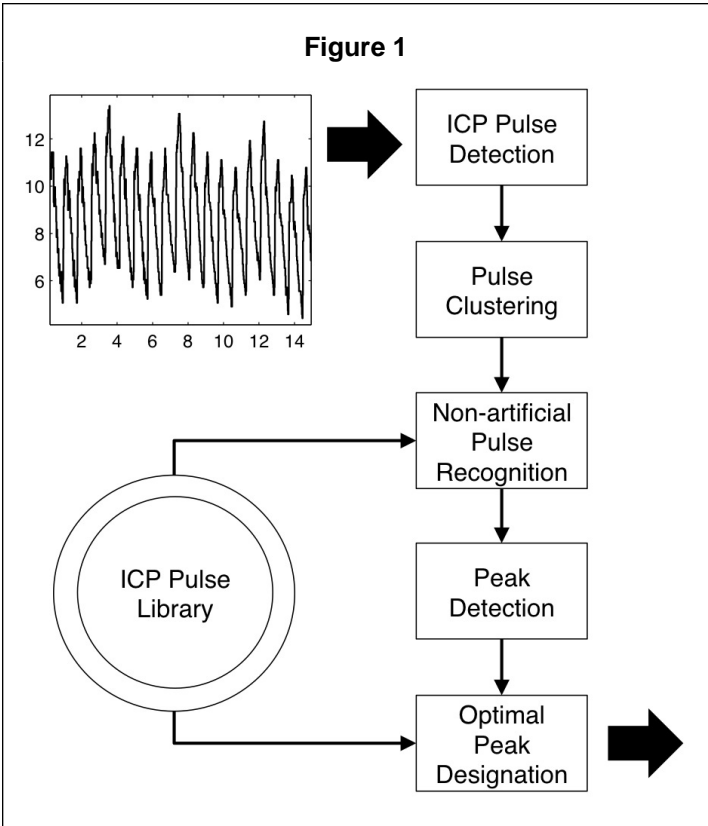 Figure 1
12
10
8
6
2 4 6 8 10 12 14
ICP Pulse
Detection
Pulse
Clustering
Non-artificial
Pulse
Recognition
ICP Pulse
Library
Peak
Detection
Optimal
Peak
Designation